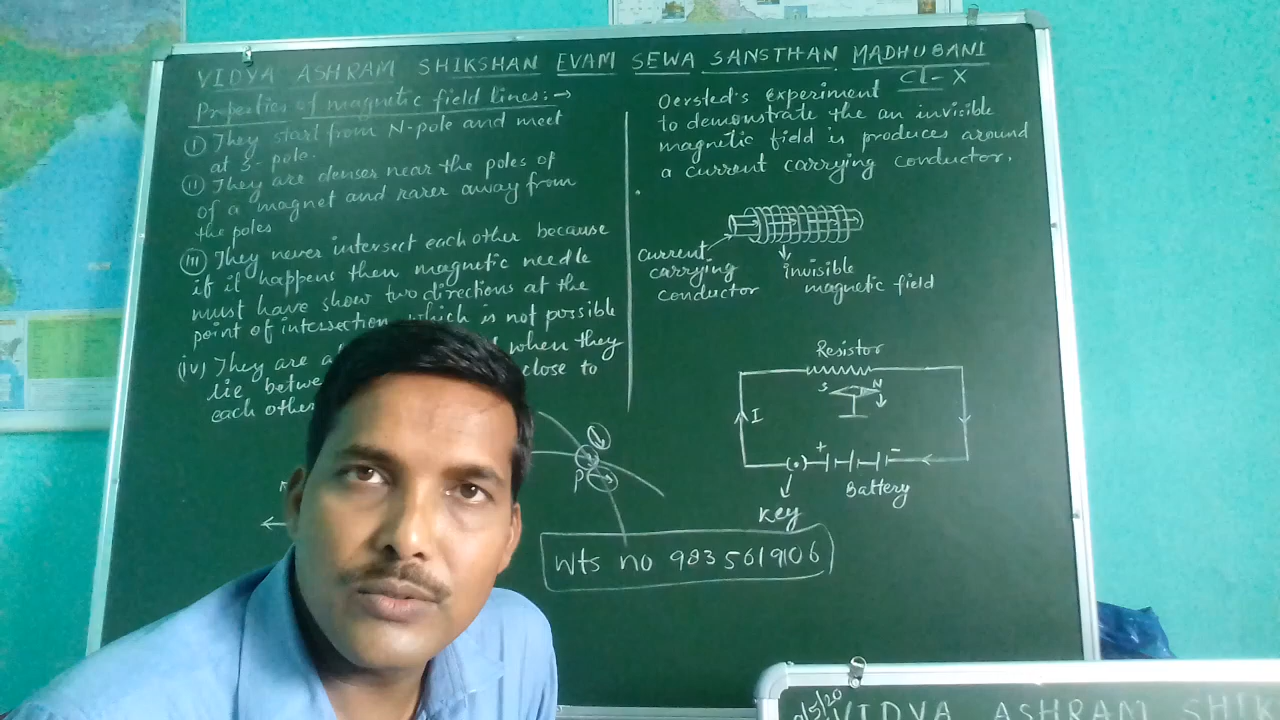 VIDYA ASHRAM SHIKSHAN EVAM SEWA SANSTHAN MADHUBANI
CL- X
Properties of magnetic field lines:→
(I) They start from N-pole and meet
at S-pole.
(II) They are denser near the poles of
of a magnet and rarer away from
the poles
(III) They never intersect each other because
if it happens then magnetic needle
must have show two directions at the
point of intersection which is not possible
(iv) They are
when they
lie
close to
each other
P
Oersted's experiment
to demonstrate the an invisible
magnetic field is produces around
a current carrying conductor.
current
carrying
conductor
invisible
magnetic field
Resistor
S N
I
+ -
Battery
Key
Wts no 9835619106
VIDYA ASHRAM SHIK